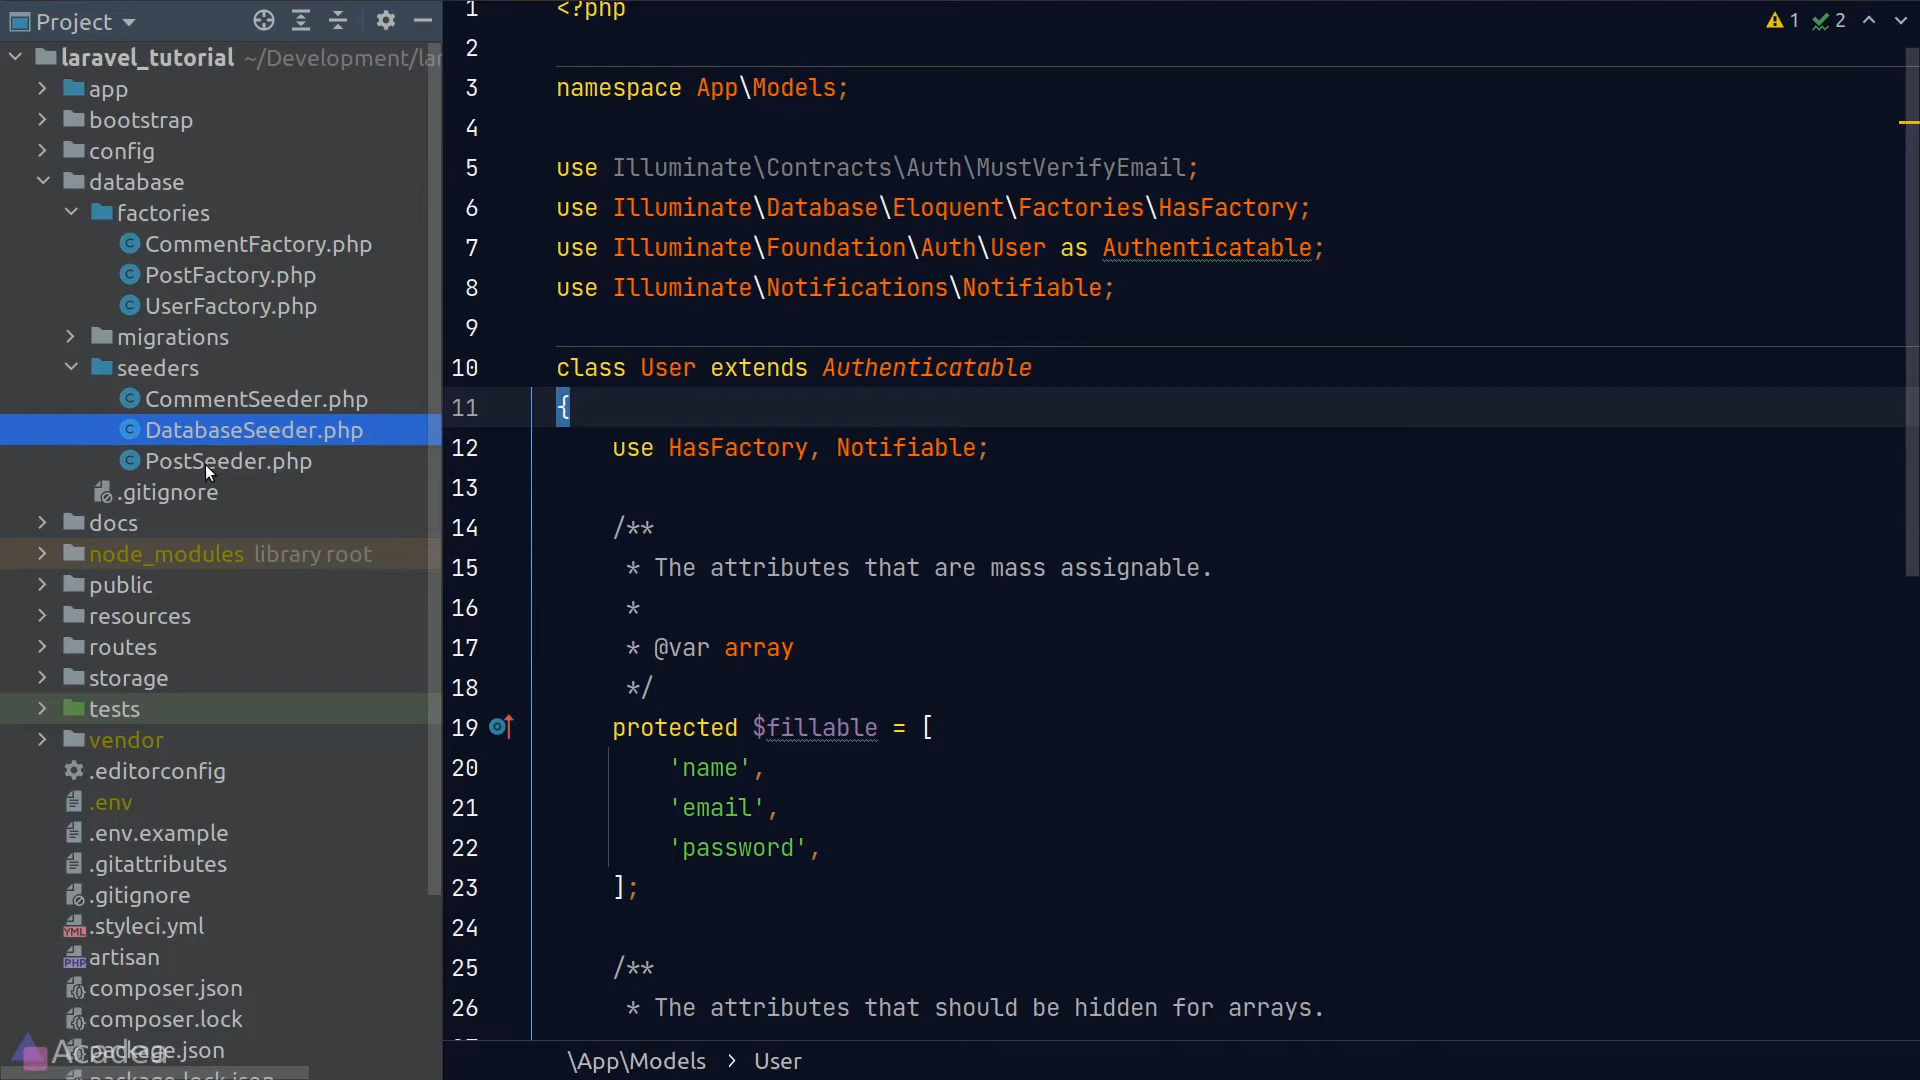 Project
laravel_tutorial ~/Development/lar
app
bootstrap
config
database
factories
CommentFactory.php
PostFactory.php
UserFactory.php
migrations
seeders
CommentSeeder.php
DatabaseSeeder.php
PostSeeder.php
.gitignore
docs
node_modules library root
public
resources
routes
storage
tests
vendor
.editorconfig
.env
.env.example
.gitattributes
.gitignore
.styleci.yml
artisan
composer.json
composer.lock
package.json
package-lock.json
Acadea
1 2
1 <?php
2
3 namespace App\Models;
4
5 use Illuminate\Contracts\Auth\MustVerifyEmail;
6 use Illuminate\Database\Eloquent\Factories\HasFactory;
7 use Illuminate\Foundation\Auth\User as Authenticatable;
8 use Illuminate\Notifications\Notifiable;
9
10 class User extends Authenticatable
11 {
12 use HasFactory, Notifiable;
13
14 /**
15 * The attributes that are mass assignable.
16 *
17 * @var array
18 */
19 protected $fillable = [
20 'name',
21 'email',
22 'password',
23 ];
24
25 /**
26 * The attributes that should be hidden for arrays.
\App\Models > User